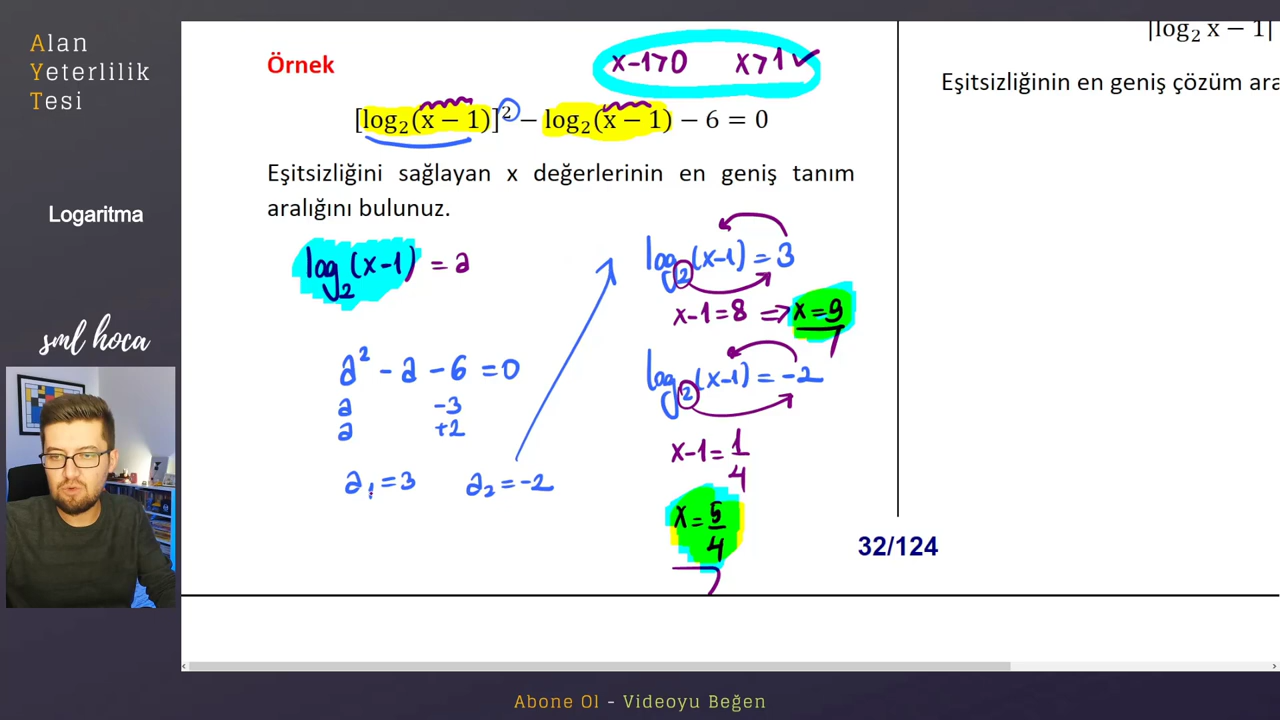 Alan
Yeterlilik
Tesi
Logaritma
sml hoca
Örnek
x-1>0 x>1 ✓
[log₂(x − 1)]² − log₂(x − 1) − 6 = 0
Eşitsizliğini sağlayan x değerlerinin en geniş tanım
aralığını bulunuz.
log₂(x-1) = a
a² - a - 6 = 0
a -3
a +2
a₁ = 3 a₂ = -2
log₂(x-1) = 3
x-1 = 8 => x = 9
log₂(x-1) = -2
x-1 = 1/4
x = 5/4
32/124
|log₂ x − 1|
Eşitsizliğinin en geniş çözüm ara
Abone Ol - Videoyu Beğen